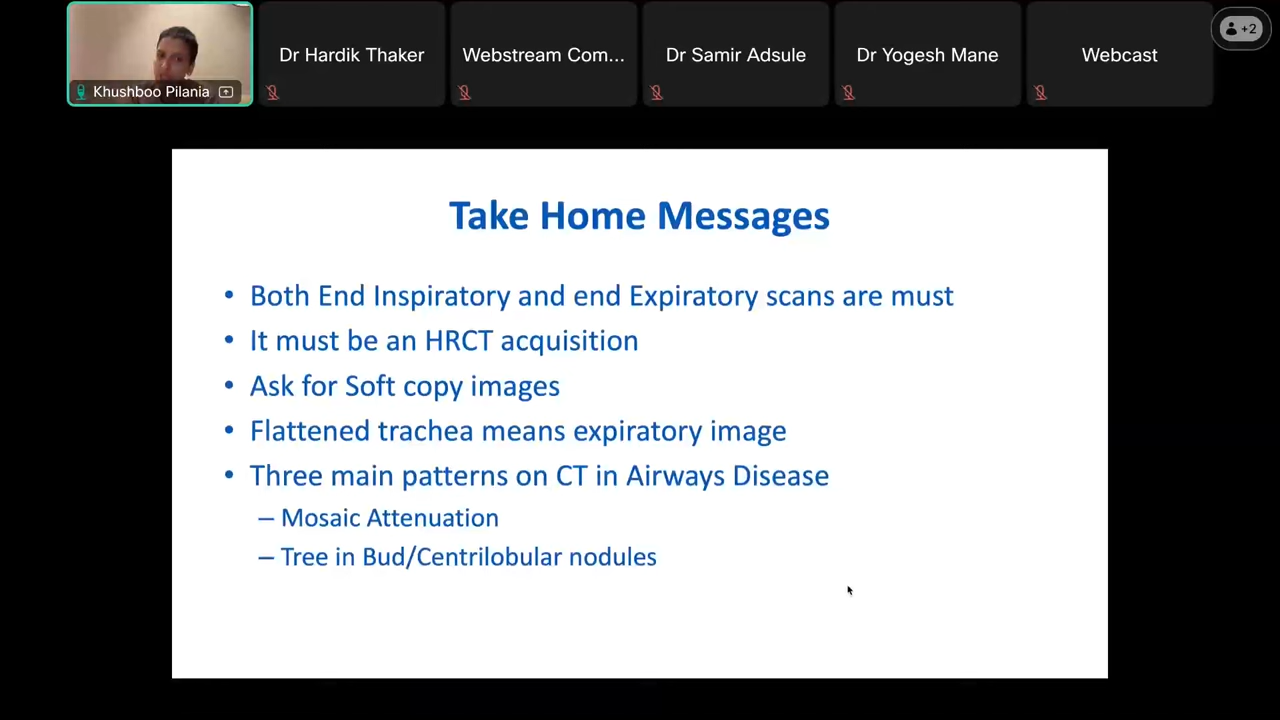 Khushboo Pilania
Dr Hardik Thaker
Webstream Com...
Dr Samir Adsule
Dr Yogesh Mane
Webcast
+2
Take Home Messages
• Both End Inspiratory and end Expiratory scans are must
• It must be an HRCT acquisition
• Ask for Soft copy images
• Flattened trachea means expiratory image
• Three main patterns on CT in Airways Disease
– Mosaic Attenuation
– Tree in Bud/Centrilobular nodules